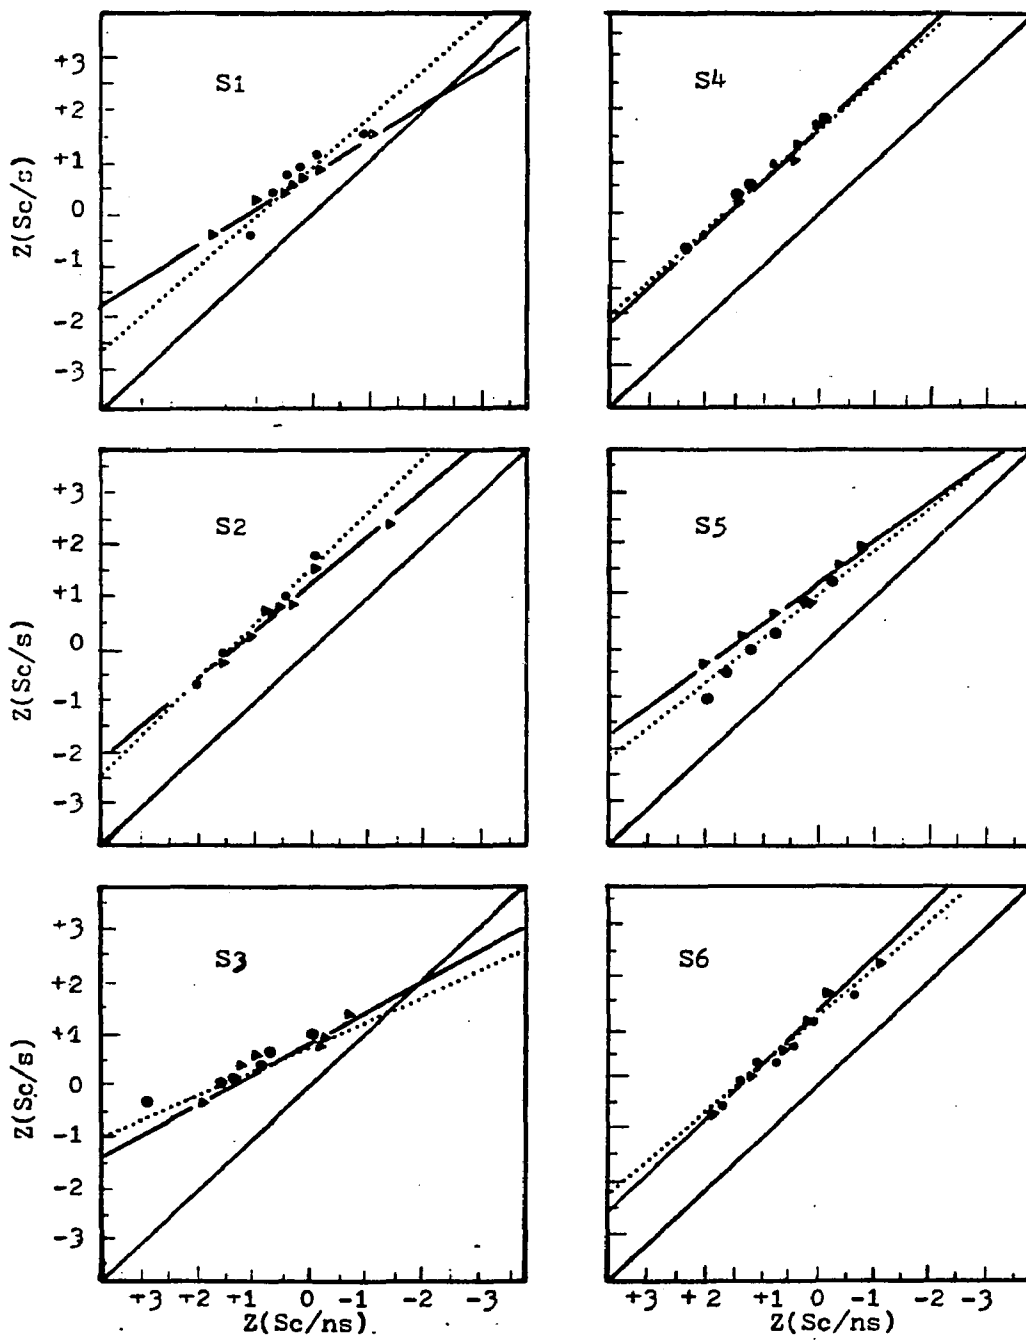 S1
+3
+2
+1
0
-1
-2
-3
Z(Sc/s)
S4
S2
+3
+2
+1
0
-1
-2
-3
Z(Sc/s)
S5
S3
+3
+2
+1
0
-1
-2
-3
Z(Sc/s)
S6
+3 +2 +1 0 -1 -2 -3
Z(Sc/ns)
+3 +2 +1 0 -1 -2 -3
Z(Sc/ns)